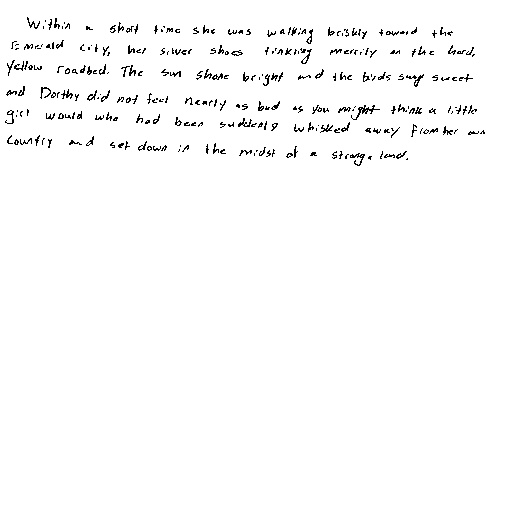 Within a short time she was walking briskly toward the
Emerald City, her silver shoes tinkling merrily on the hard,
yellow roadbed. The sun shone bright and the birds sang sweet
and Dorthy did not feel nearly as bad as you might think a little
girl would who had been suddenly whisked away from her own
country and set down in the midst of a strange land.